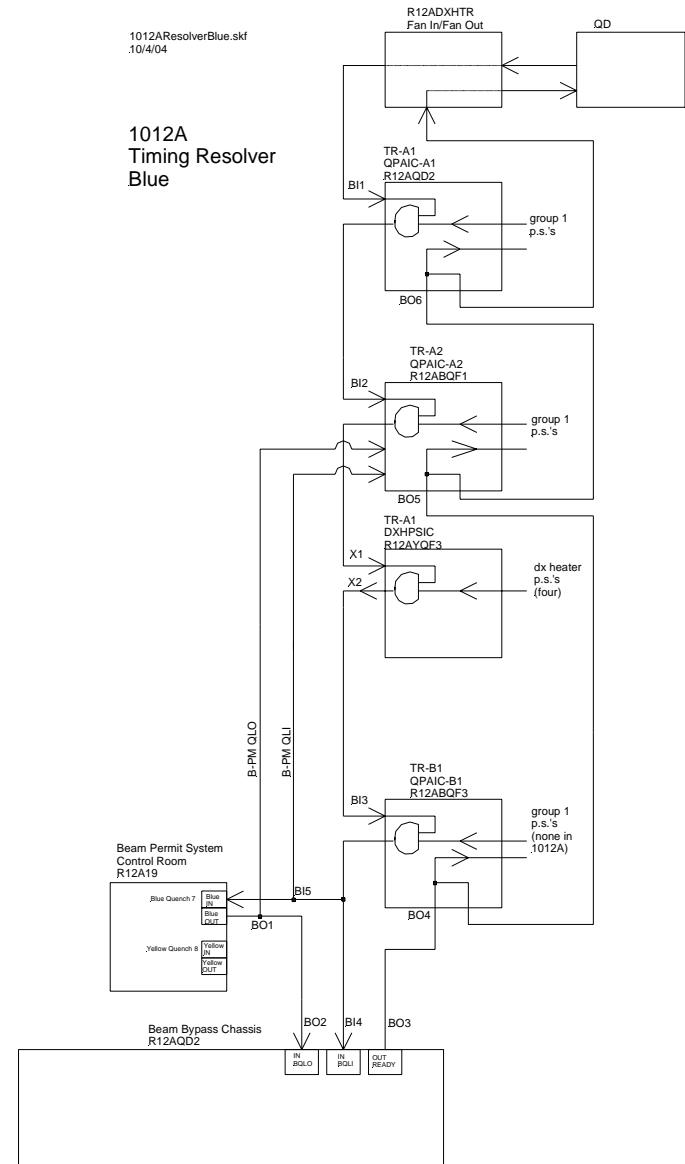 1012AResolverBlue.skf
10/4/04
R12ADXHTR
Fan In/Fan Out
QD
1012A
Timing Resolver
Blue
TR-A1
QPAIC-A1
R12AQD2
BI1
group 1
p.s.'s
BO6
TR-A2
QPAIC-A2
R12ABQF1
BI2
group 1
p.s.'s
BO5
TR-A1
DXHPSIC
R12AYQF3
X1
X2
dx heater
p.s.'s
(four)
B-PM QLO
B-PM QLI
TR-B1
QPAIC-B1
R12ABQF3
BI3
group 1
p.s.'s
(none in
1012A)
BO4
Beam Permit System
Control Room
R12A19
Blue Quench 7
Blue
IN
Blue
OUT
BI5
BO1
Yellow Quench 8
Yellow
IN
Yellow
OUT
Beam Bypass Chassis
R12AQD2
BO2
BI4
BO3
IN
BQLO
IN
BQLI
OUT
READY